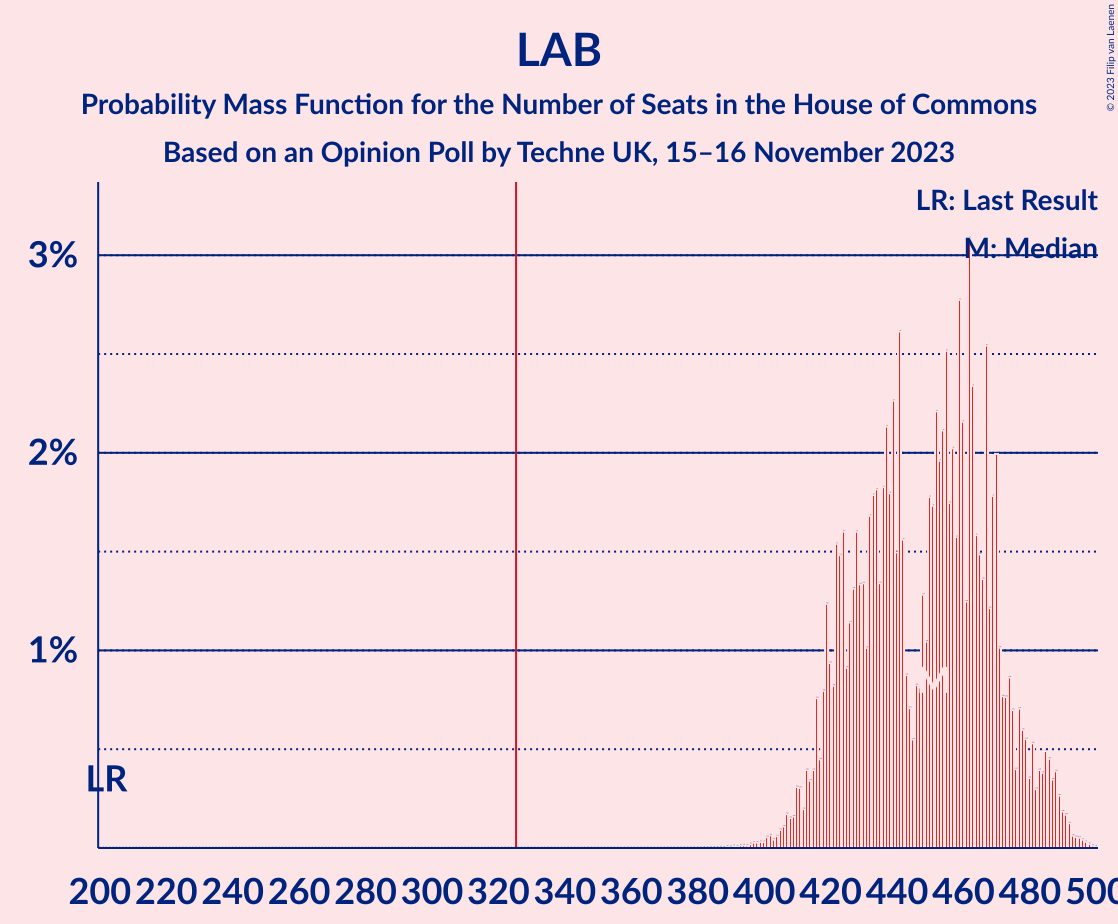 LAB
Probability Mass Function for the Number of Seats in the House of Commons
Based on an Opinion Poll by Techne UK, 15–16 November 2023
© 2023 Filip van Laenen
LR: Last Result
M: Median
3%
2%
1%
LR
200 220 240 260 280 300 320 340 360 380 400 420 440 460 480 500